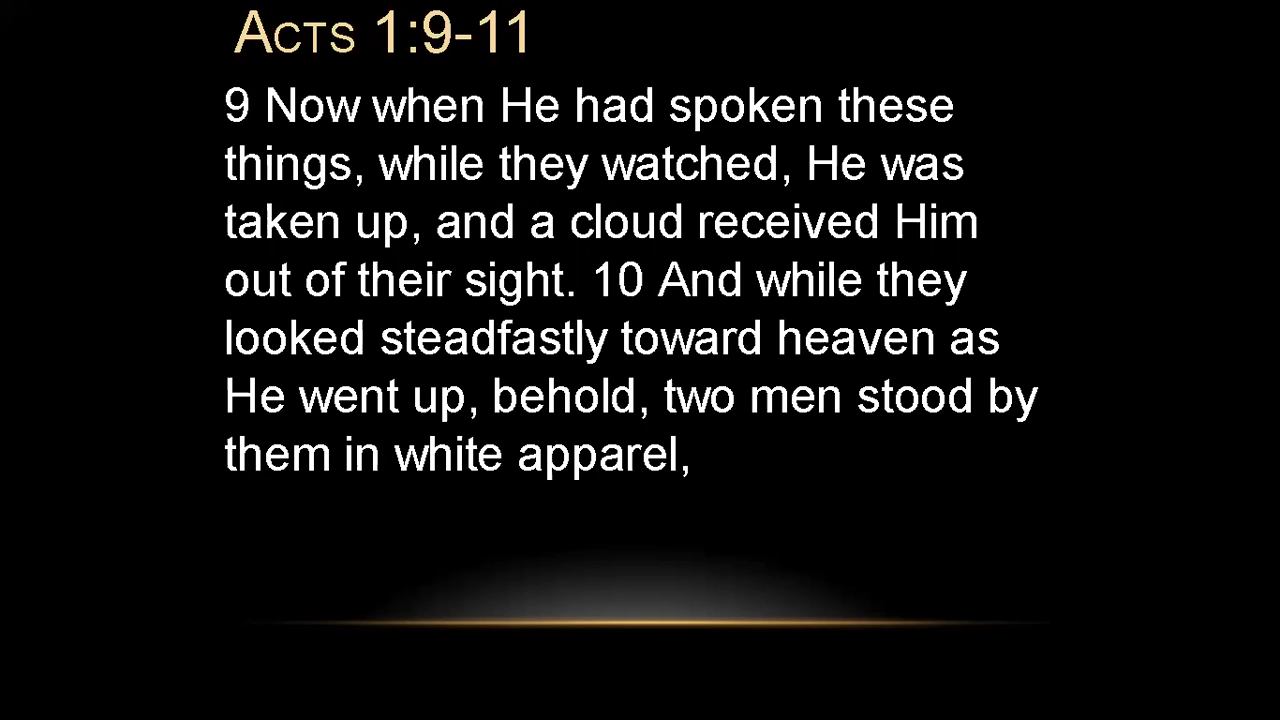 Acts 1:9-11
9 Now when He had spoken these
things, while they watched, He was
taken up, and a cloud received Him
out of their sight. 10 And while they
looked steadfastly toward heaven as
He went up, behold, two men stood by
them in white apparel,